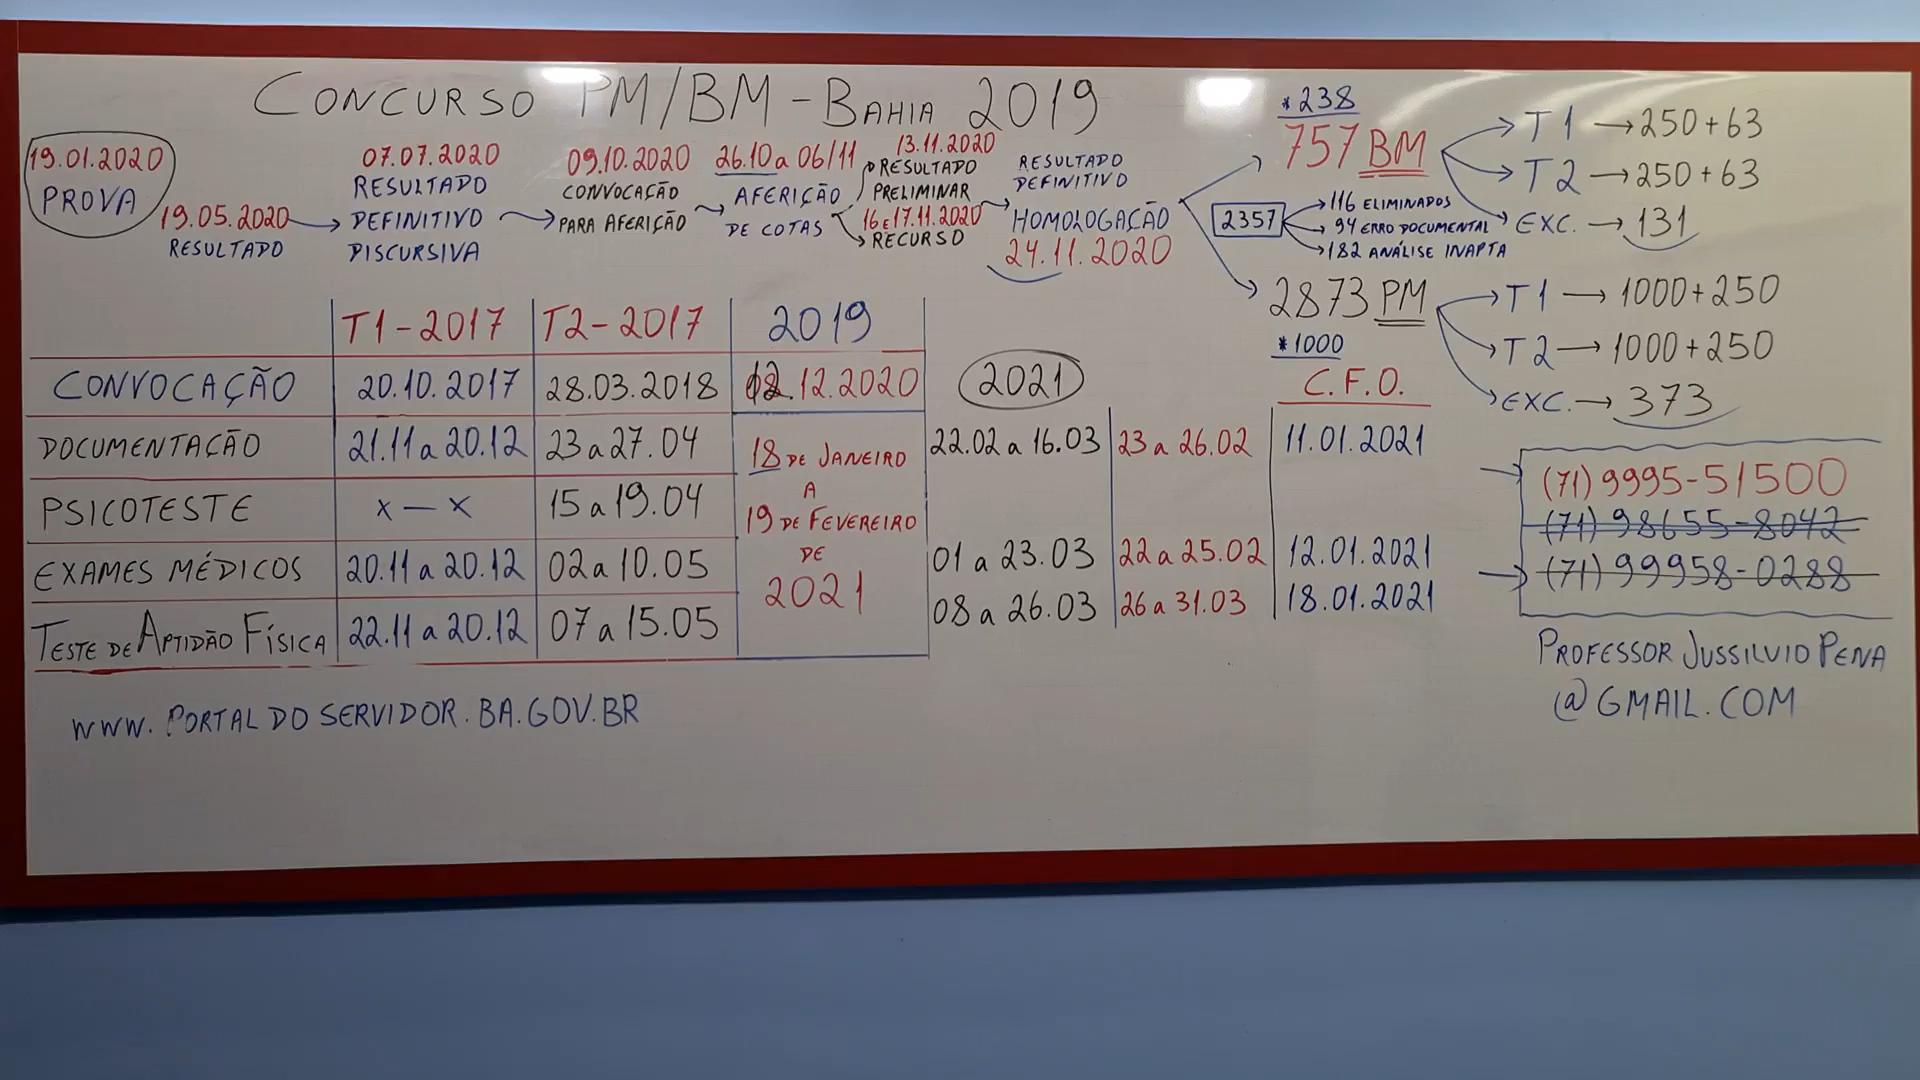 CONCURSO PM/BM - BAHIA 2019
19.01.2020
PROVA
19.05.2020
RESULTADO
07.07.2020
RESULTADO
DEFINITIVO
DISCURSIVA
09.10.2020
CONVOCAÇÃO
PARA AFERIÇÃO
26.10 a 06/11
AFERIÇÃO
DE COTAS
13.11.2020
RESULTADO
PRELIMINAR
16 E 17.11.2020
RECURSO
RESULTADO
DEFINITIVO
HOMOLOGAÇÃO
24.11.2020
*238
757 BM
T1 → 250 + 63
T2 → 250 + 63
EXC. → 131
2357
116 ELIMINADOS
94 ERRO DOCUMENTAL
182 ANÁLISE INAPTA
2873 PM
*1000
T1 → 1000 + 250
T2 → 1000 + 250
EXC. → 373
T1 - 2017 T2 - 2017 2019
CONVOCAÇÃO 20.10.2017 28.03.2018 .12.2020
DOCUMENTAÇÃO 21.11 a 20.12 23 a 27.04
PSICOTESTE x — x 15 a 19.04
EXAMES MÉDICOS 20.11 a 20.12 02 a 10.05
TESTE DE APTIDÃO FÍSICA 22.11 a 20.12 07 a 15.05
18 DE JANEIRO
A
19 DE FEVEREIRO
DE
2021
2021 C.F.O.
22.02 a 16.03 23 a 26.02 11.01.2021
01 a 23.03 22 a 25.02 12.01.2021
08 a 26.03 26 a 31.03 18.01.2021
(71) 9995-51500
(71) 98655-8042
(71) 99958-0288
PROFESSOR JUSSILVIO PENA
@GMAIL.COM
WWW.PORTAL DO SERVIDOR.BA.GOV.BR